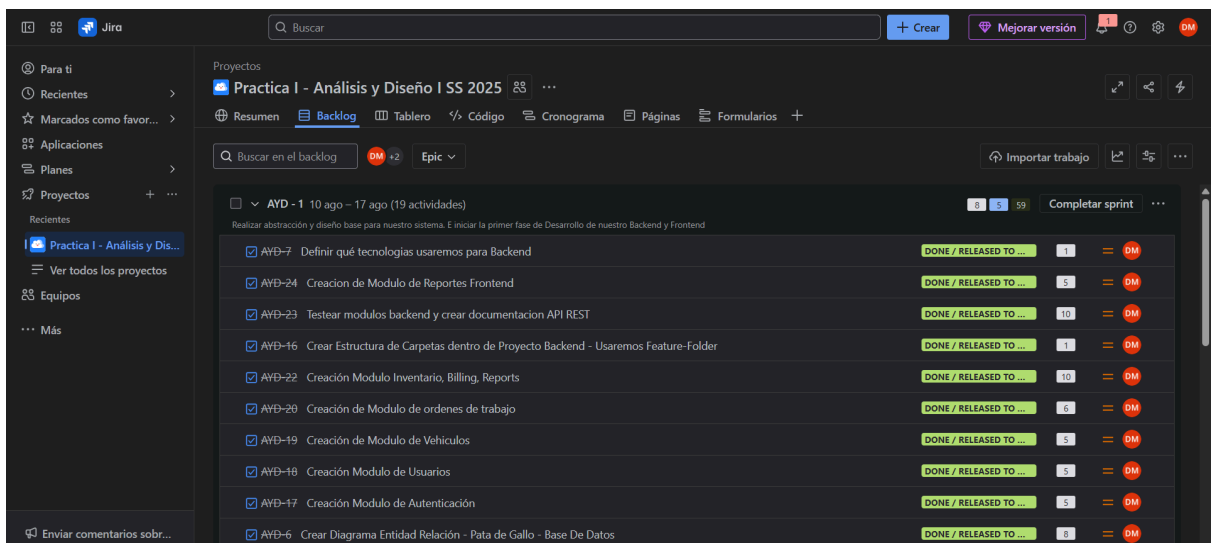 Jira
Buscar
+ Crear
Mejorar versión
1
DM
Para ti
Recientes
Marcados como favor...
Aplicaciones
Planes
Proyectos
Recientes
Practica I - Análisis y Dis...
Ver todos los proyectos
Equipos
Más
Enviar comentarios sobr...
Proyectos
Practica I - Análisis y Diseño I SS 2025
Resumen Backlog Tablero Código Cronograma Páginas Formularios
Buscar en el backlog DM +2 Epic Importar trabajo
AYD - 1 10 ago – 17 ago (19 actividades) 8 5 59 Completar sprint
Realizar abstracción y diseño base para nuestro sistema. E iniciar la primer fase de Desarrollo de nuestro Backend y Frontend
AYD-7 Definir qué tecnologias usaremos para Backend DONE / RELEASED TO ... 1 DM
AYD-24 Creacion de Modulo de Reportes Frontend DONE / RELEASED TO ... 5 DM
AYD-23 Testear modulos backend y crear documentacion API REST DONE / RELEASED TO ... 10 DM
AYD-16 Crear Estructura de Carpetas dentro de Proyecto Backend - Usaremos Feature-Folder DONE / RELEASED TO ... 1 DM
AYD-22 Creación Modulo Inventario, Billing, Reports DONE / RELEASED TO ... 10 DM
AYD-20 Creación de Modulo de ordenes de trabajo DONE / RELEASED TO ... 6 DM
AYD-19 Creación de Modulo de Vehiculos DONE / RELEASED TO ... 5 DM
AYD-18 Creación de Modulo de Usuarios DONE / RELEASED TO ... 5 DM
AYD-17 Creación de Modulo de Autenticación DONE / RELEASED TO ... 5 DM
AYD-6 Crear Diagrama Entidad Relación - Pata de Gallo - Base De Datos DONE / RELEASED TO ... 8 DM